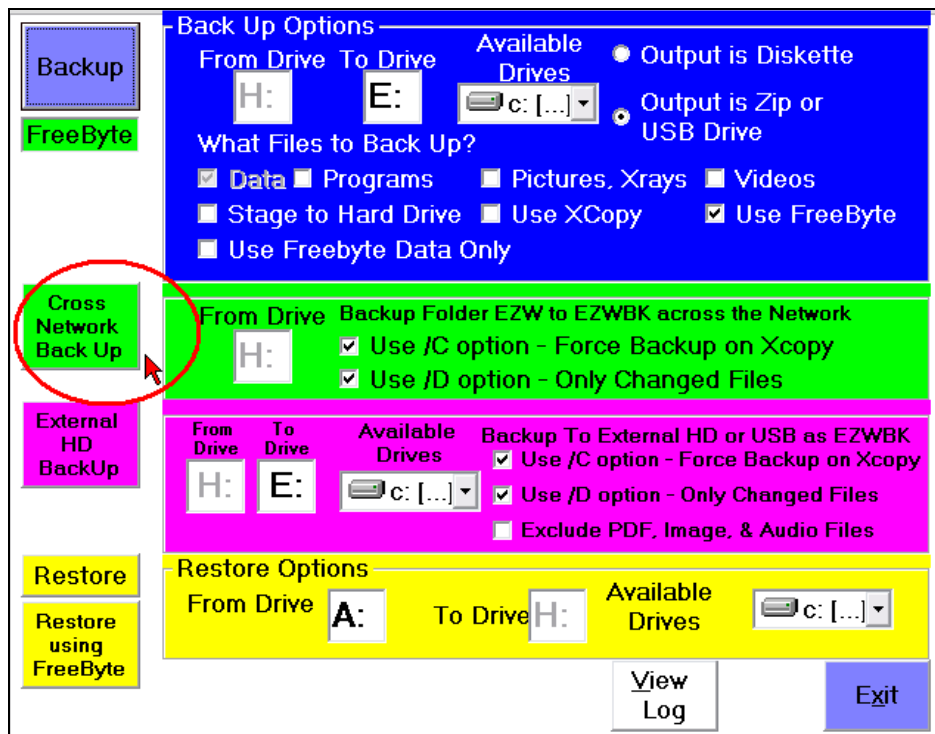 Backup
FreeByte
Back Up Options
From Drive To Drive
Available
Drives
H:
E:
c: [...]
Output is Diskette
Output is Zip or
USB Drive
What Files to Back Up?
Data
Programs
Pictures, Xrays
Videos
Stage to Hard Drive
Use XCopy
Use FreeByte
Use Freebyte Data Only
Cross
Network
Back Up
From Drive
H:
Backup Folder EZW to EZWBK across the Network
Use /C option - Force Backup on Xcopy
Use /D option - Only Changed Files
External
HD
BackUp
From
Drive
To
Drive
H:
E:
Available
Drives
c: [...]
Backup To External HD or USB as EZWBK
Use /C option - Force Backup on Xcopy
Use /D option - Only Changed Files
Exclude PDF, Image, & Audio Files
Restore
Restore
using
FreeByte
Restore Options
From Drive
A:
To Drive
H:
Available
Drives
c: [...]
View
Log
Exit